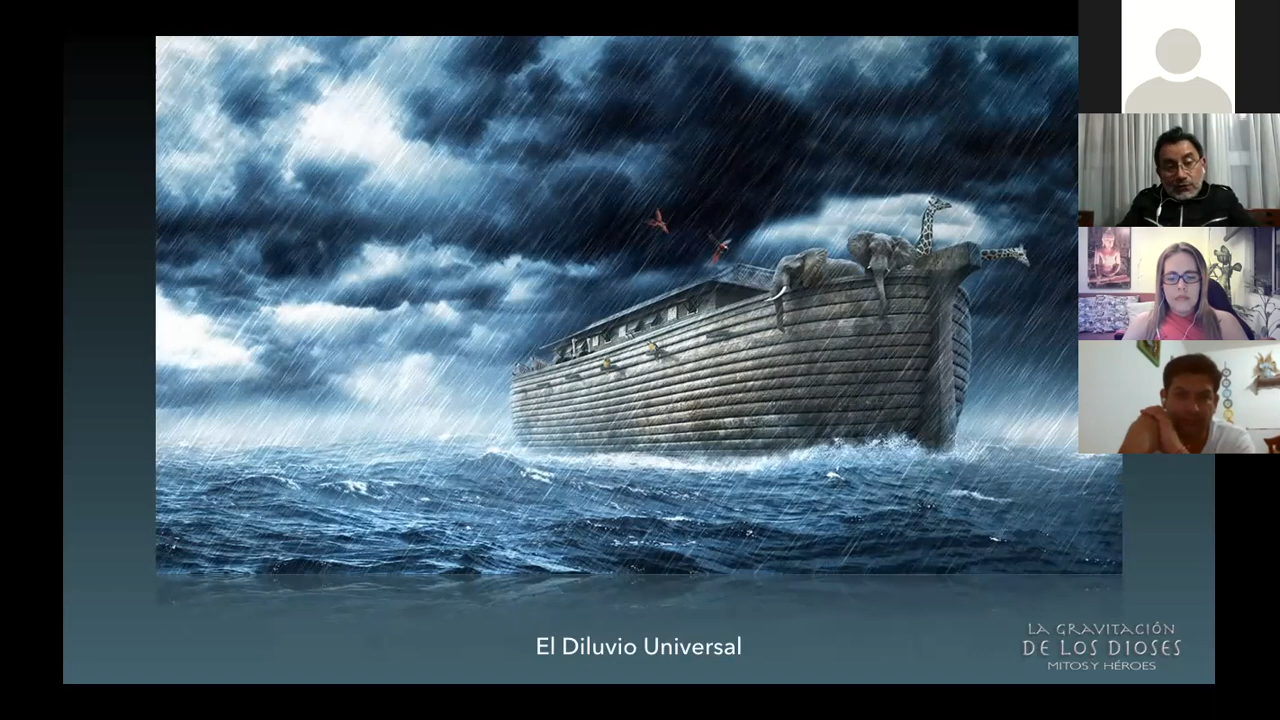 El Diluvio Universal
LA GRAVITACIÓN
DE LOS DIOSES
MITOS Y HÉROES